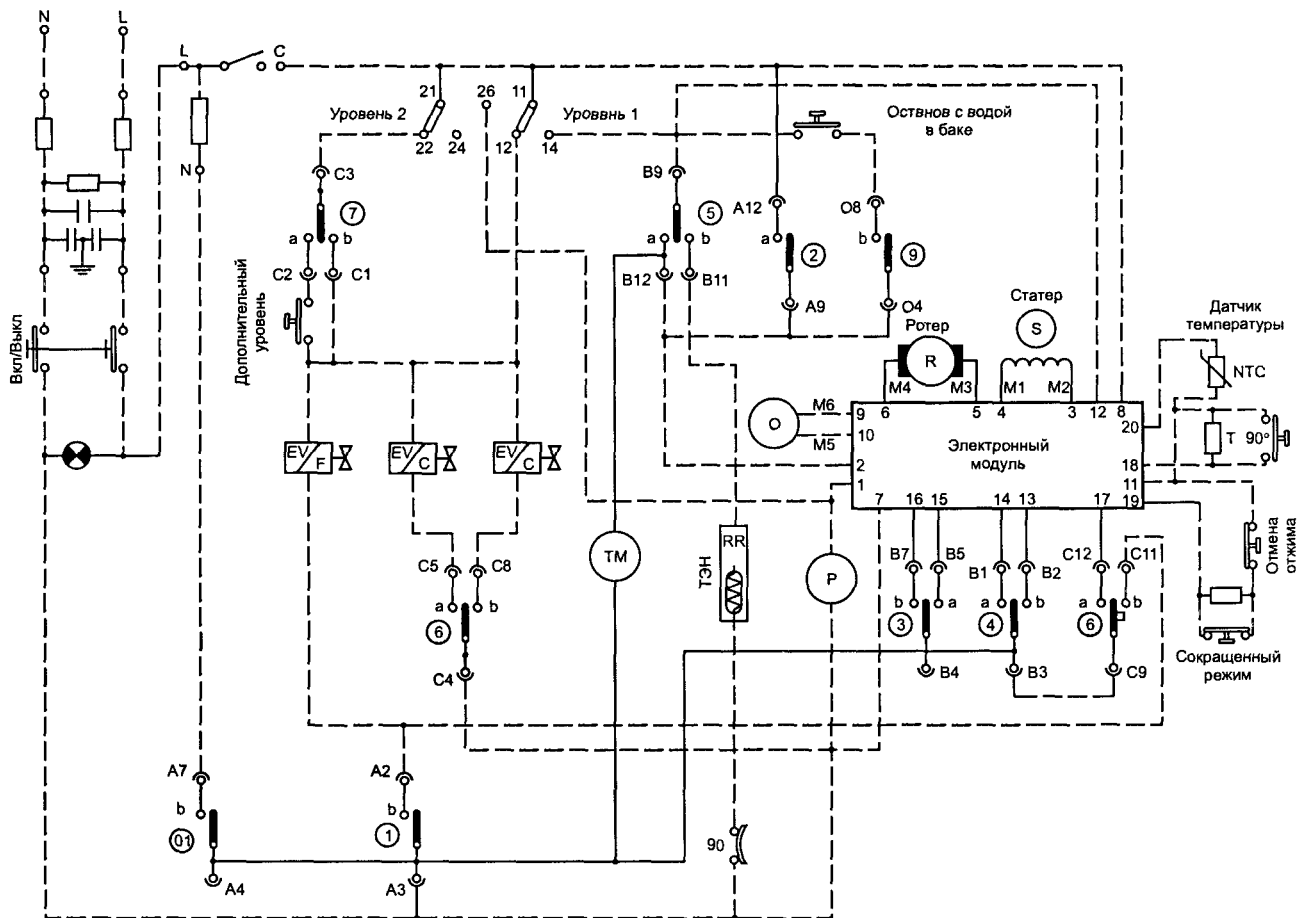 N
L
L
C
N
21
26
11
Уровень 2
Уроввнь 1
22
24
12
14
Оствнов с водой
в баке
C3
7
a
b
C2
C1
B9
5
a
b
B12
B11
A12
a
2
A9
O8
b
9
O4
Дополнительный
уровень
Вкл/Выкл
Статер
S
Ротер
R
M4
M3
M1
M2
Датчик
температуры
NTC
M6
M5
O
9
10
2
1
6
5
4
3
12
8
20
18
11
19
Электронный
модуль
7
16
15
14
13
17
T
90°
EV
F
EV
C
EV
C
C5
C8
a
b
6
C4
TM
RR
ТЭН
P
B7
B5
b
a
3
B4
B1
B2
a
b
4
B3
C12
C11
a
b
6
C9
Отмена
отжима
Сокращенный
режим
A7
b
01
A4
A2
b
1
A3
90